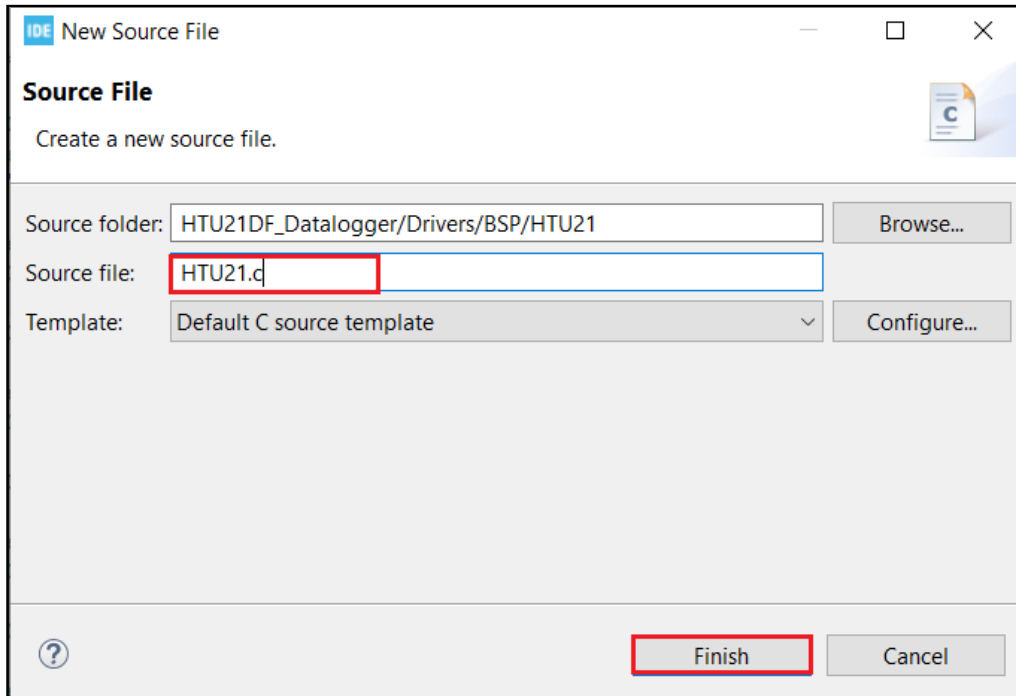 IDE New Source File
Source File
C
Create a new source file.
Source folder: HTU21DF_Datalogger/Drivers/BSP/HTU21 Browse...
Source file: HTU21.c
Template: Default C source template Configure...
? Finish Cancel